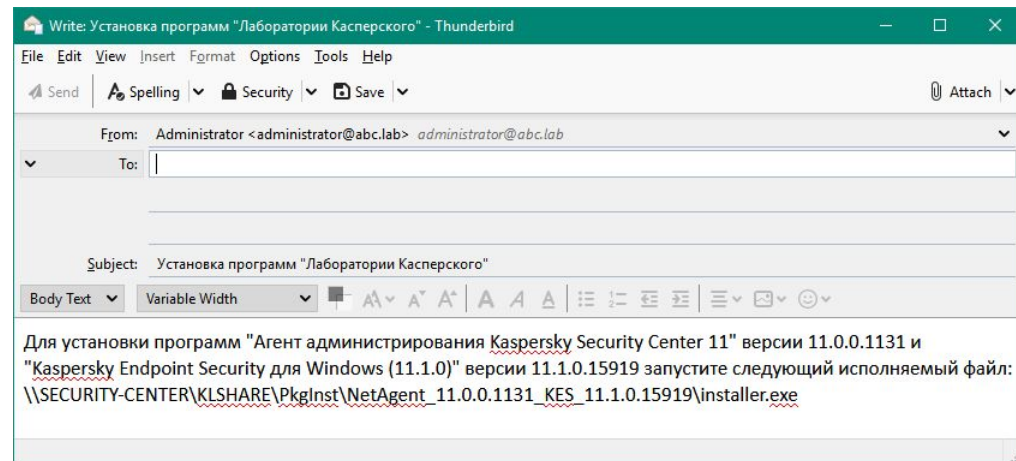 Write: Установка программ "Лаборатории Касперского" - Thunderbird
File Edit View Insert Format Options Tools Help
Send Spelling Security Save Attach
From: Administrator <administrator@abc.lab> administrator@abc.lab
To:
Subject: Установка программ "Лаборатории Касперского"
Body Text Variable Width
Для установки программ "Агент администрирования Kaspersky Security Center 11" версии 11.0.0.1131 и
"Kaspersky Endpoint Security для Windows (11.1.0)" версии 11.1.0.15919 запустите следующий исполняемый файл:
\\SECURITY-CENTER\KLSHARE\PkgInst\NetAgent_11.0.0.1131_KES_11.1.0.15919\installer.exe